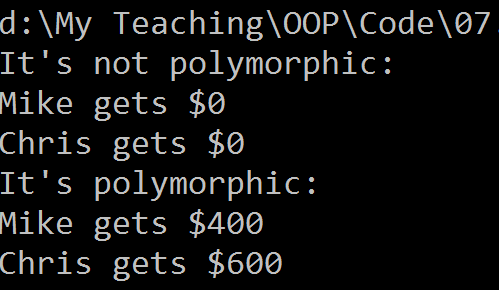 d:\My Teaching\OOP\Code\07
It's not polymorphic:
Mike gets $0
Chris gets $0
It's polymorphic:
Mike gets $400
Chris gets $600